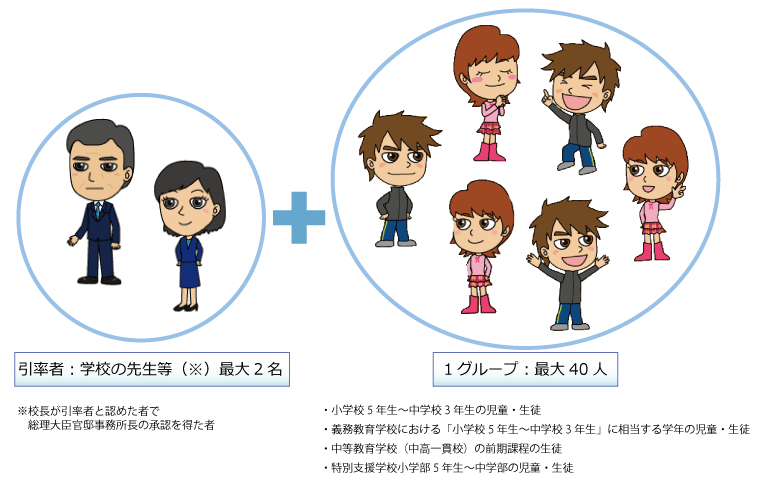 引率者：学校の先生等（※）最大２名
１グループ：最大 40 人
※校長が引率者と認めた者で
総理大臣官邸事務所長の承認を得た者
・小学校５年生～中学校３年生の児童・生徒
・義務教育学校における「小学校５年生～中学校３年生」に相当する学年の児童・生徒
・中等教育学校（中高一貫校）の前期課程の生徒
・特別支援学校小学部５年生～中学部の児童・生徒